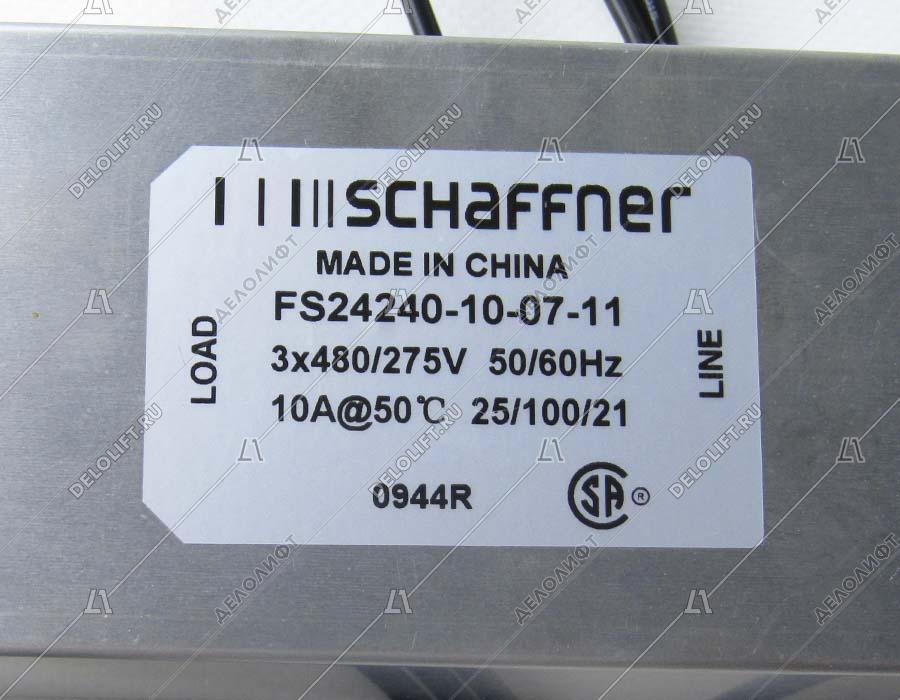 SCHAFFNER
MADE IN CHINA
FS24240-10-07-11
3x480/275V 50/60Hz
10A@50℃ 25/100/21
0944R
SA ®
LOAD
LINE
DELOLIFT.RU
ДЕЛОЛИФТ